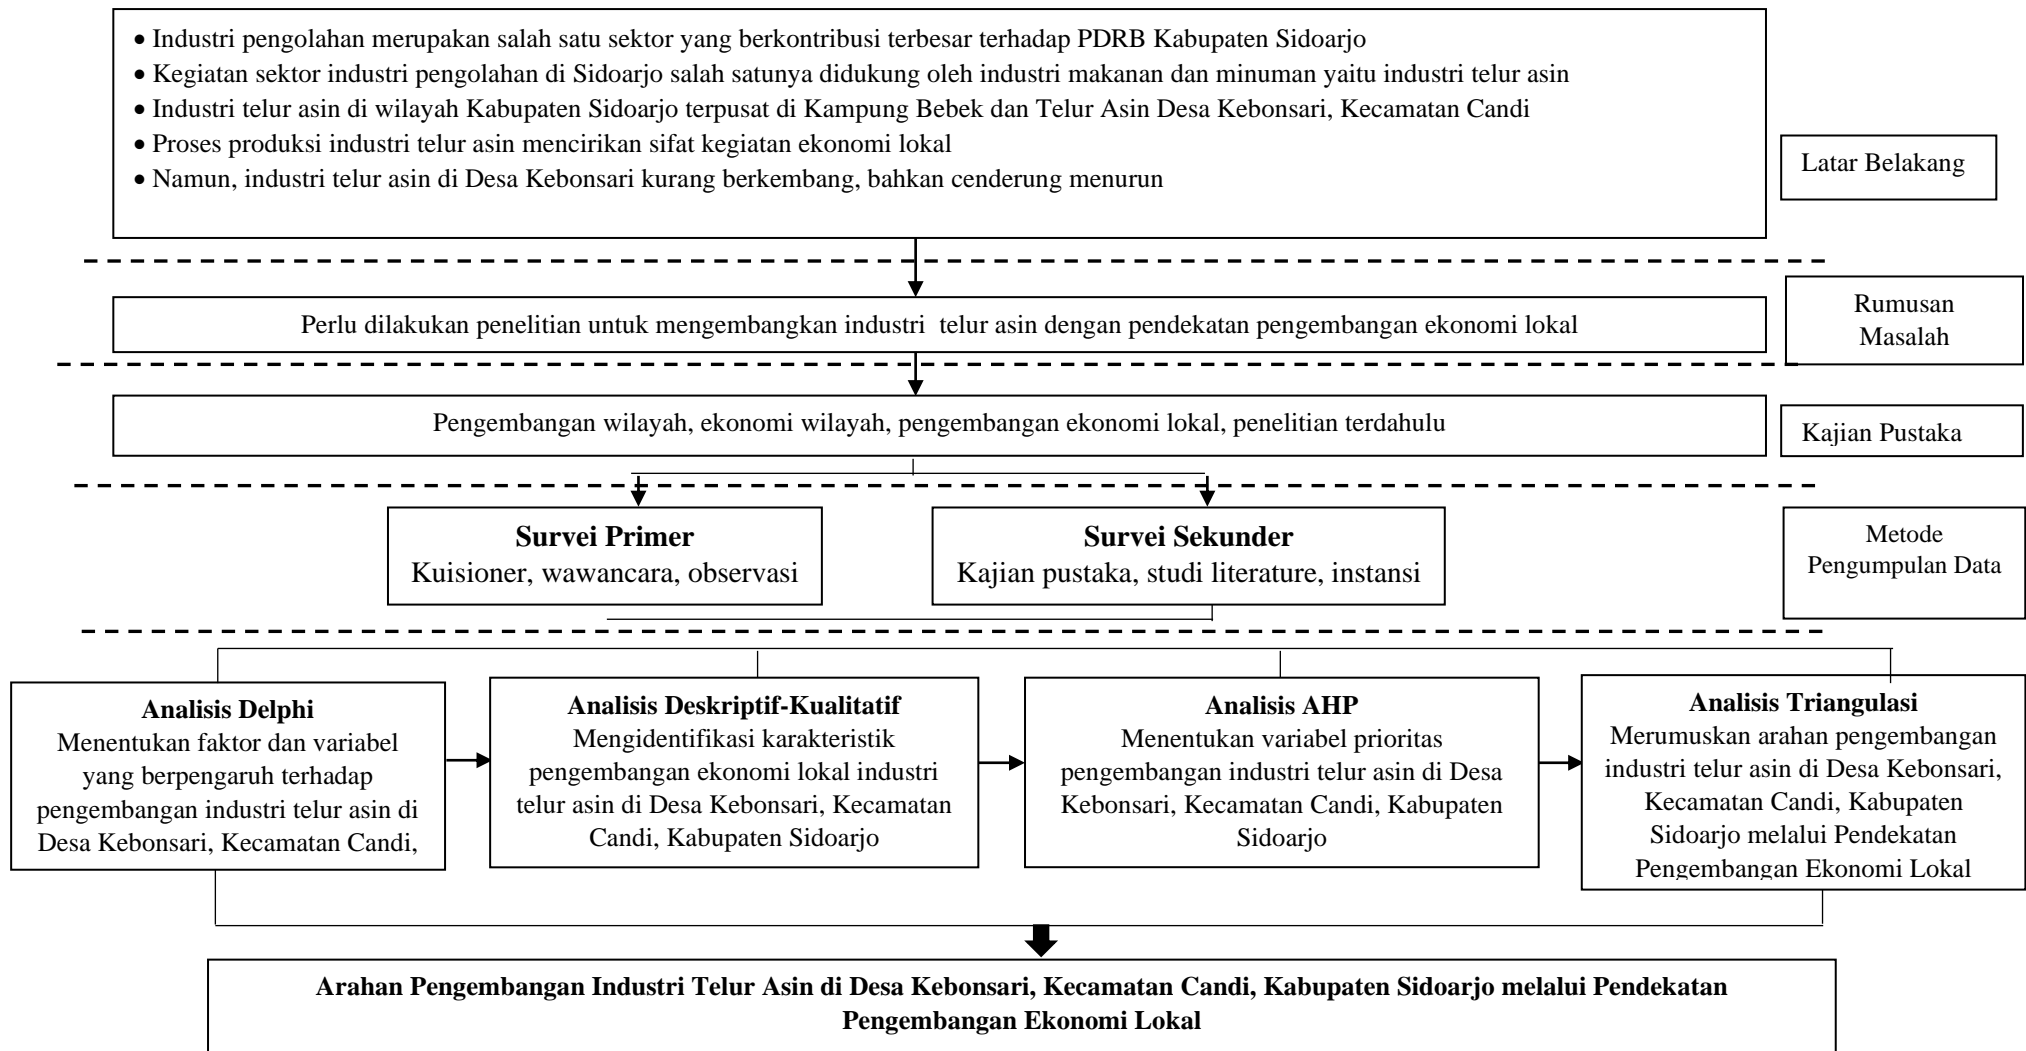 • Industri pengolahan merupakan salah satu sektor yang berkontribusi terbesar terhadap PDRB Kabupaten Sidoarjo
• Kegiatan sektor industri pengolahan di Sidoarjo salah satunya didukung oleh industri makanan dan minuman yaitu industri telur asin
• Industri telur asin di wilayah Kabupaten Sidoarjo terpusat di Kampung Bebek dan Telur Asin Desa Kebonsari, Kecamatan Candi
• Proses produksi industri telur asin mencirikan sifat kegiatan ekonomi lokal
• Namun, industri telur asin di Desa Kebonsari kurang berkembang, bahkan cenderung menurun
Latar Belakang
Perlu dilakukan penelitian untuk mengembangkan industri telur asin dengan pendekatan pengembangan ekonomi lokal
Rumusan
Masalah
Pengembangan wilayah, ekonomi wilayah, pengembangan ekonomi lokal, penelitian terdahulu
Kajian Pustaka
Survei Primer
Kuisioner, wawancara, observasi
Survei Sekunder
Kajian pustaka, studi literature, instansi
Metode
Pengumpulan Data
Analisis Delphi
Menentukan faktor dan variabel
yang berpengaruh terhadap
pengembangan industri telur asin di
Desa Kebonsari, Kecamatan Candi,
Analisis Deskriptif-Kualitatif
Mengidentifikasi karakteristik
pengembangan ekonomi lokal industri
telur asin di Desa Kebonsari, Kecamatan
Candi, Kabupaten Sidoarjo
Analisis AHP
Menentukan variabel prioritas
pengembangan industri telur asin di Desa
Kebonsari, Kecamatan Candi, Kabupaten
Sidoarjo
Analisis Triangulasi
Merumuskan arahan pengembangan
industri telur asin di Desa Kebonsari,
Kecamatan Candi, Kabupaten
Sidoarjo melalui Pendekatan
Pengembangan Ekonomi Lokal
Arahan Pengembangan Industri Telur Asin di Desa Kebonsari, Kecamatan Candi, Kabupaten Sidoarjo melalui Pendekatan
Pengembangan Ekonomi Lokal